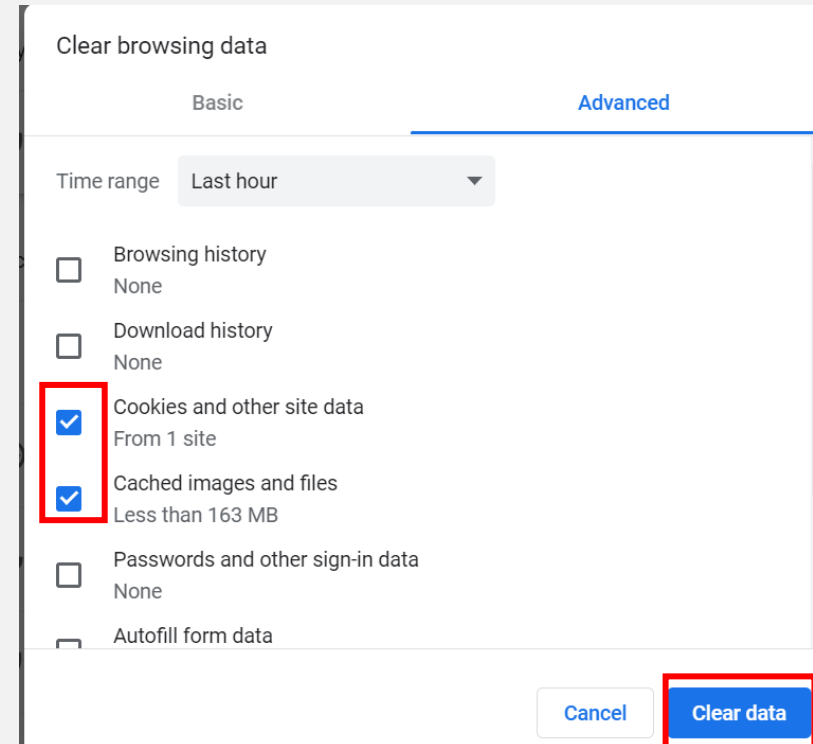 Clear browsing data
Basic Advanced
Time range Last hour
Browsing history
None
Download history
None
Cookies and other site data
From 1 site
Cached images and files
Less than 163 MB
Passwords and other sign-in data
None
Autofill form data
Cancel Clear data